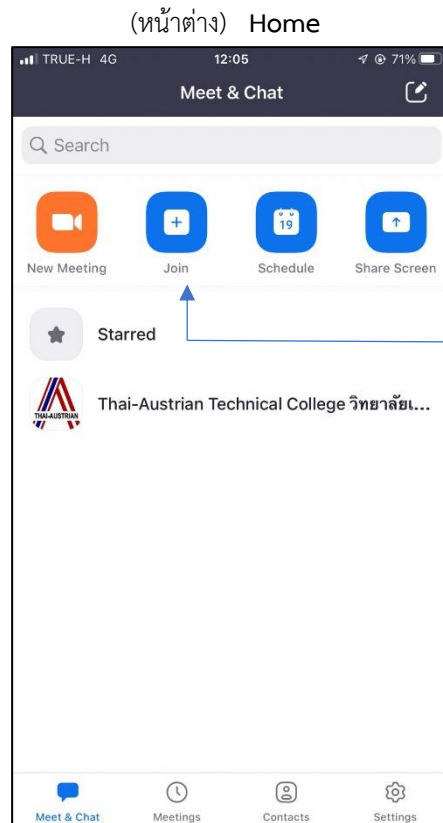 (หน้าต่าง) Home
TRUE-H 4G 12:05 71%
Meet & Chat
Search
19
New Meeting Join Schedule Share Screen
Starred
THAI-AUSTRIAN
Thai-Austrian Technical College วิทยาลัยเ...
Meet & Chat Meetings Contacts Settings